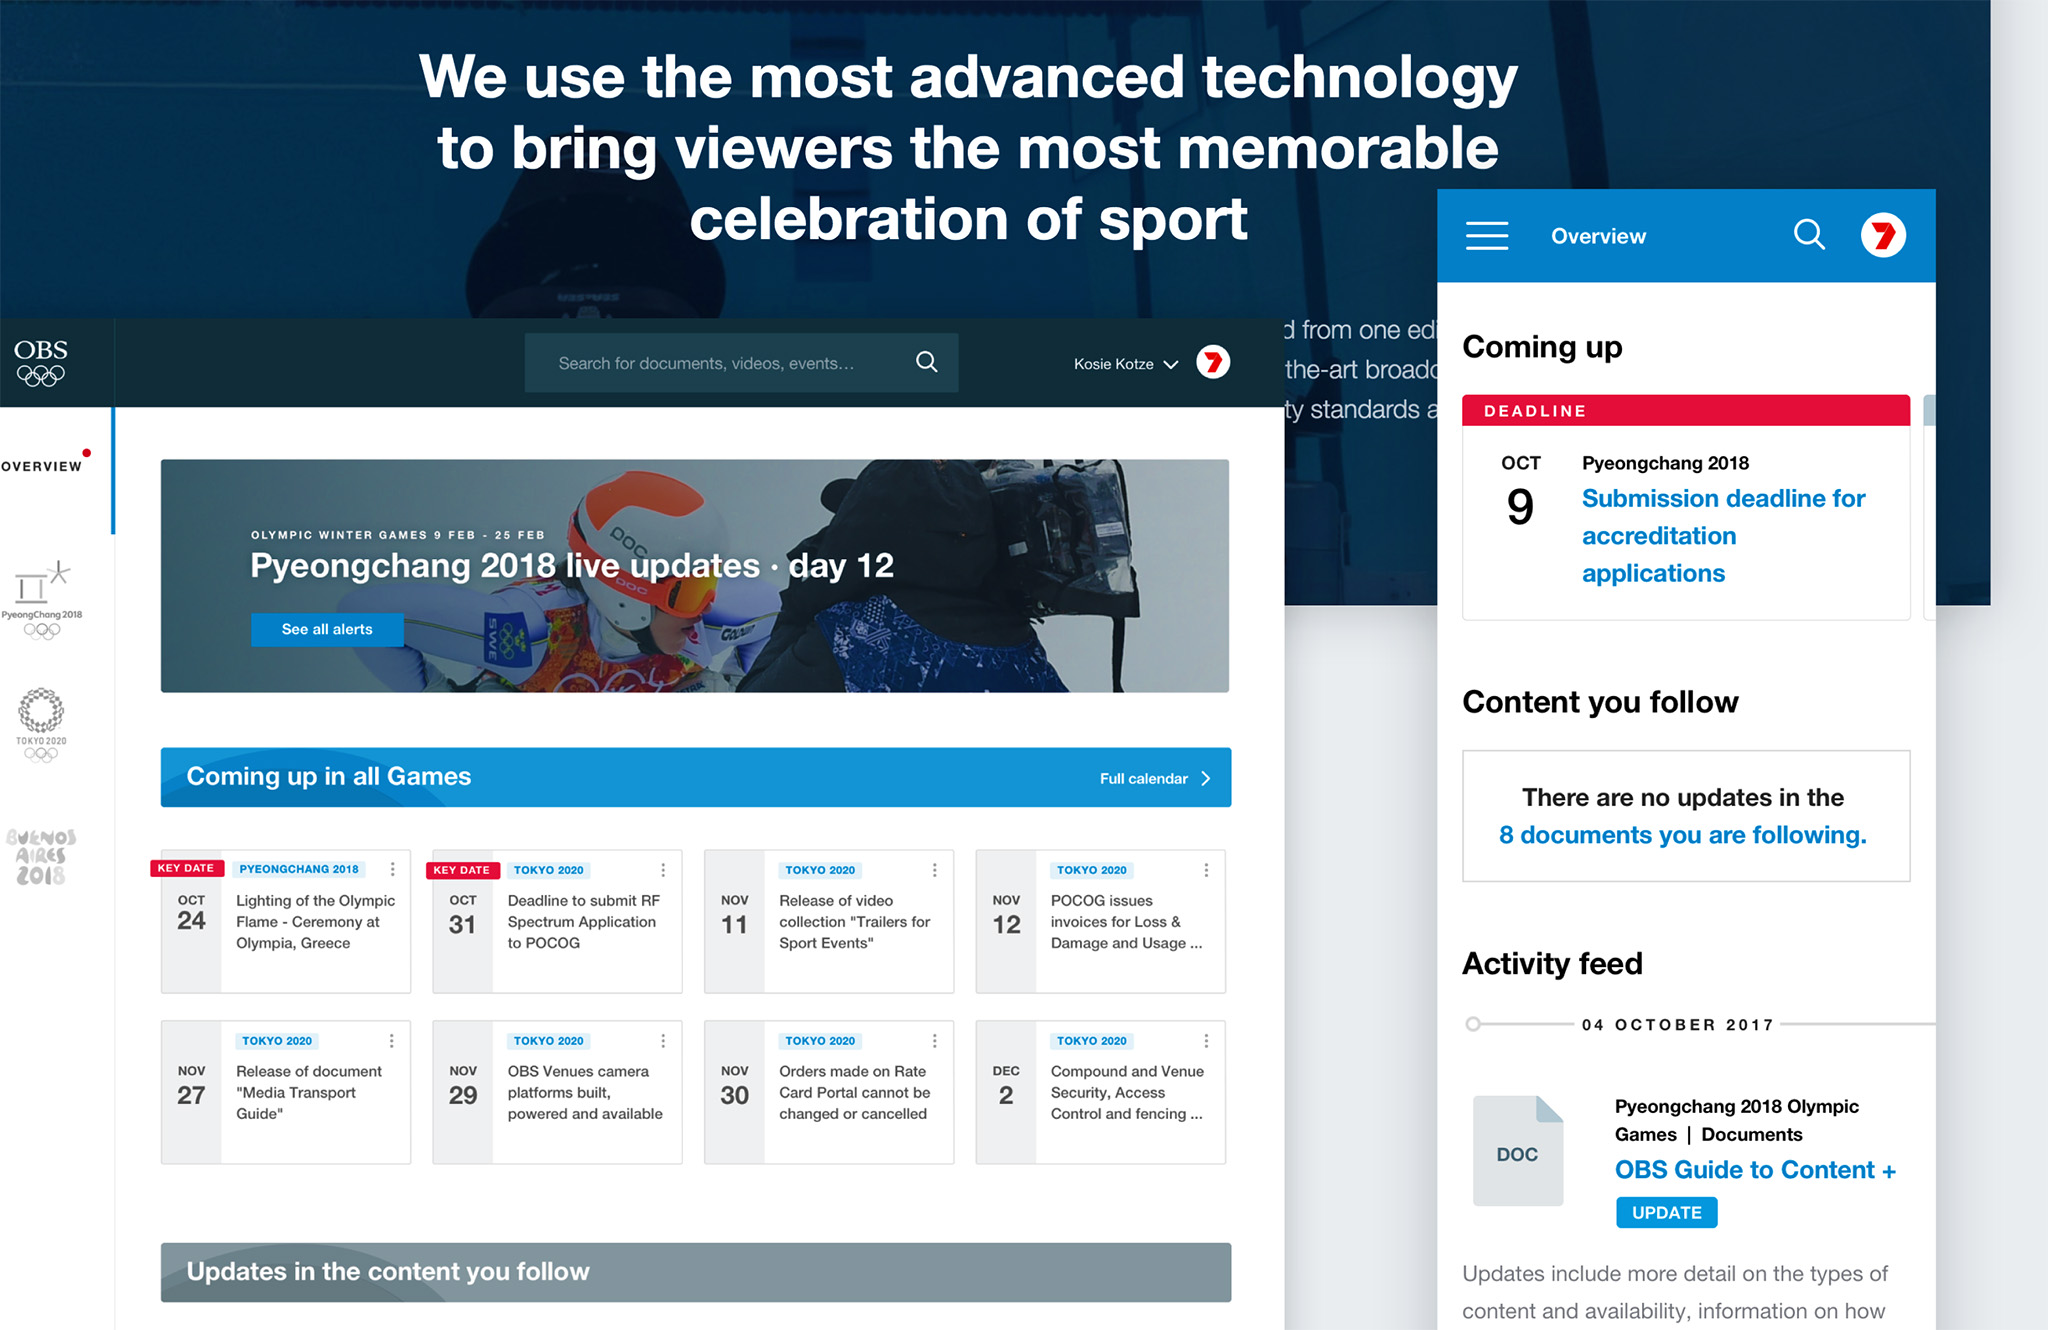 We use the most advanced technology
to bring viewers the most memorable
celebration of sport
d from one edi
the-art broadc
ty standards a
OBS
Search for documents, videos, events...
Kosie Kotze
7
OVERVIEW
PyeongChang 2018
TOKYO 2020
BUENOS
AIRES
2018
OLYMPIC WINTER GAMES 9 FEB - 25 FEB
Pyeongchang 2018 live updates · day 12
See all alerts
DOC
DOC
SWE
Coming up in all Games
Full calendar
KEY DATE
PYEONGCHANG 2018
OCT
24
Lighting of the Olympic
Flame - Ceremony at
Olympia, Greece
KEY DATE
TOKYO 2020
OCT
31
Deadline to submit RF
Spectrum Application
to POCOG
TOKYO 2020
NOV
11
Release of video
collection "Trailers for
Sport Events"
TOKYO 2020
NOV
12
POCOG issues
invoices for Loss &
Damage and Usage ...
TOKYO 2020
NOV
27
Release of document
"Media Transport
Guide"
TOKYO 2020
NOV
29
OBS Venues camera
platforms built,
powered and available
TOKYO 2020
NOV
30
Orders made on Rate
Card Portal cannot be
changed or cancelled
TOKYO 2020
DEC
2
Compound and Venue
Security, Access
Control and fencing ...
Updates in the content you follow
Overview
7
Coming up
DEADLINE
OCT
9
Pyeongchang 2018
Submission deadline for
accreditation
applications
Content you follow
There are no updates in the
8 documents you are following.
Activity feed
04 OCTOBER 2017
DOC
Pyeongchang 2018 Olympic
Games | Documents
OBS Guide to Content +
UPDATE
Updates include more detail on the types of
content and availability, information on how